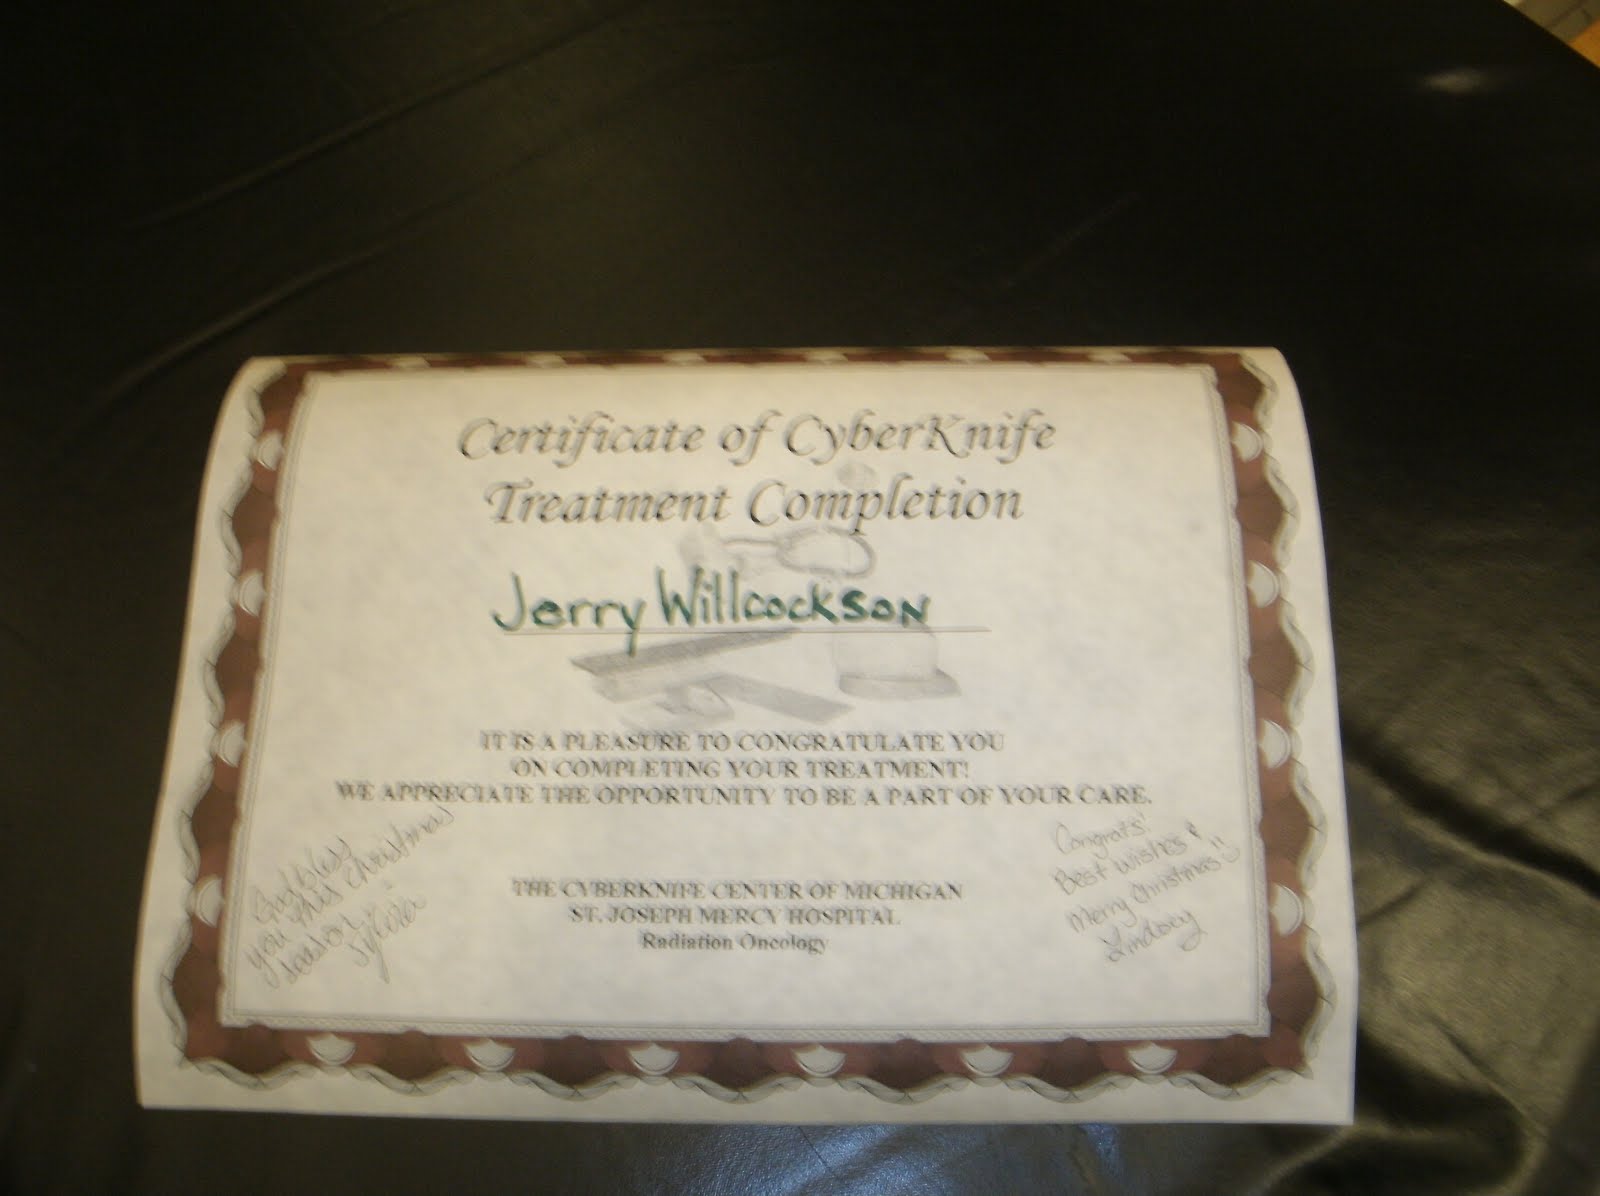 Certificate of CyberKnife
Treatment Completion
Jerry Willcockson
IT IS A PLEASURE TO CONGRATULATE YOU
ON COMPLETING YOUR TREATMENT!
WE APPRECIATE THE OPPORTUNITY TO BE A PART OF YOUR CARE.
God bless
you this Christmas
season.
Sylvia
Congrats!
Best wishes &
Merry Christmas!!
Lindsey
THE CYBERKNIFE CENTER OF MICHIGAN
ST. JOSEPH MERCY HOSPITAL
Radiation Oncology